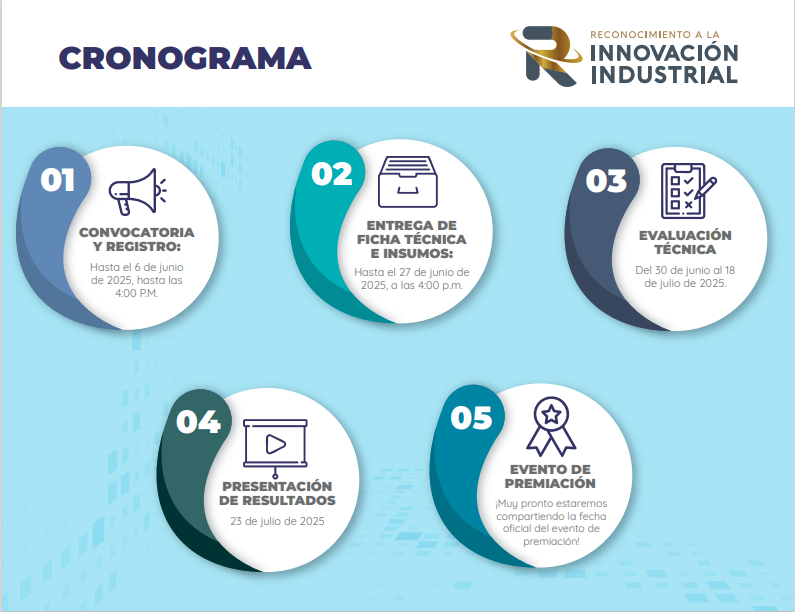 CRONOGRAMA
RECONOCIMIENTO A LA
INNOVACIÓN
INDUSTRIAL
01
CONVOCATORIA
Y REGISTRO:
Hasta el 6 de junio
de 2025, hasta las
4:00 P.M.
02
ENTREGA DE
FICHA TÉCNICA
E INSUMOS:
Hasta el 27 de junio de
2025, a las 4:00 p.m.
03
EVALUACIÓN
TÉCNICA
Del 30 de junio al 18
de julio de 2025.
04
PRESENTACIÓN
DE RESULTADOS
23 de julio de 2025
05
EVENTO DE
PREMIACIÓN
¡Muy pronto estaremos
compartiendo la fecha
oficial del evento de
premiación!